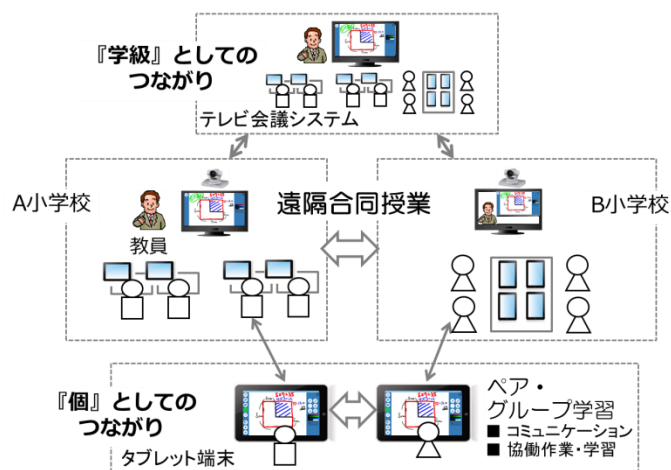 『学級』としての
つながり
テレビ会議システム
A小学校
遠隔合同授業
B小学校
教員
『個』としての
つながり
タブレット端末
ペア・
グループ学習
■ コミュニケーション
■ 協働作業・学習